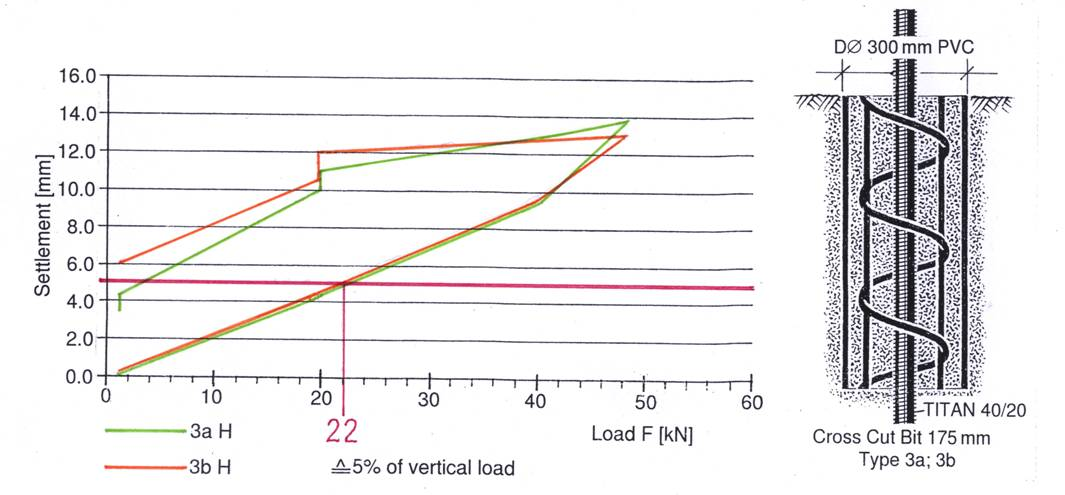 16.0
14.0
12.0
10.0
8.0
6.0
4.0
2.0
0.0
Settlement [mm]
0 10 20 30 40 50 60
22
Load F [kN]
3a H
3b H
≙5% of vertical load
DØ 300 mm PVC
TITAN 40/20
Cross Cut Bit 175 mm
Type 3a; 3b